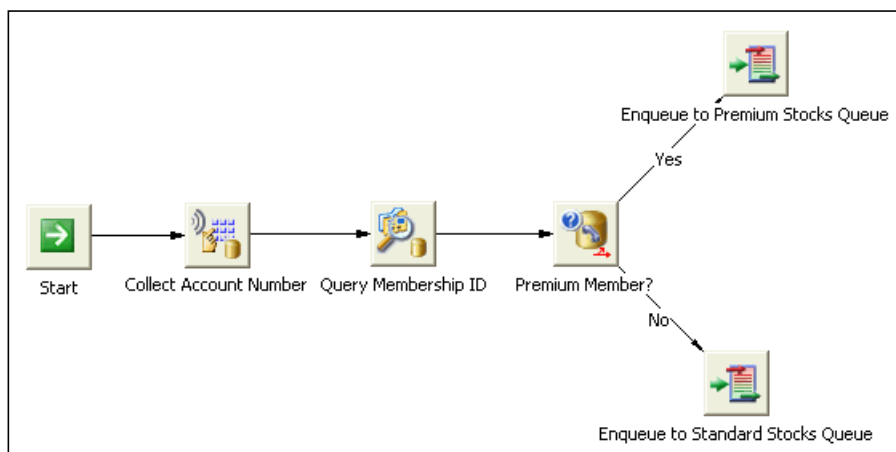 Enqueue to Premium Stocks Queue
Yes
Start
Collect Account Number
Query Membership ID
Premium Member?
No
Enqueue to Standard Stocks Queue